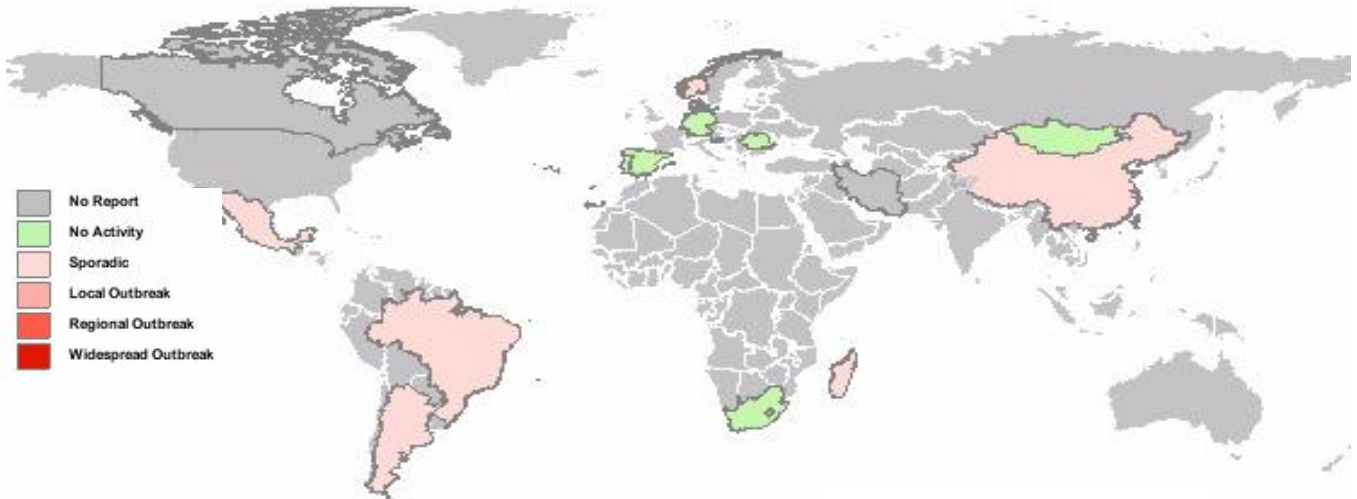 No Report
No Activity
Sporadic
Local Outbreak
Regional Outbreak
Widespread Outbreak